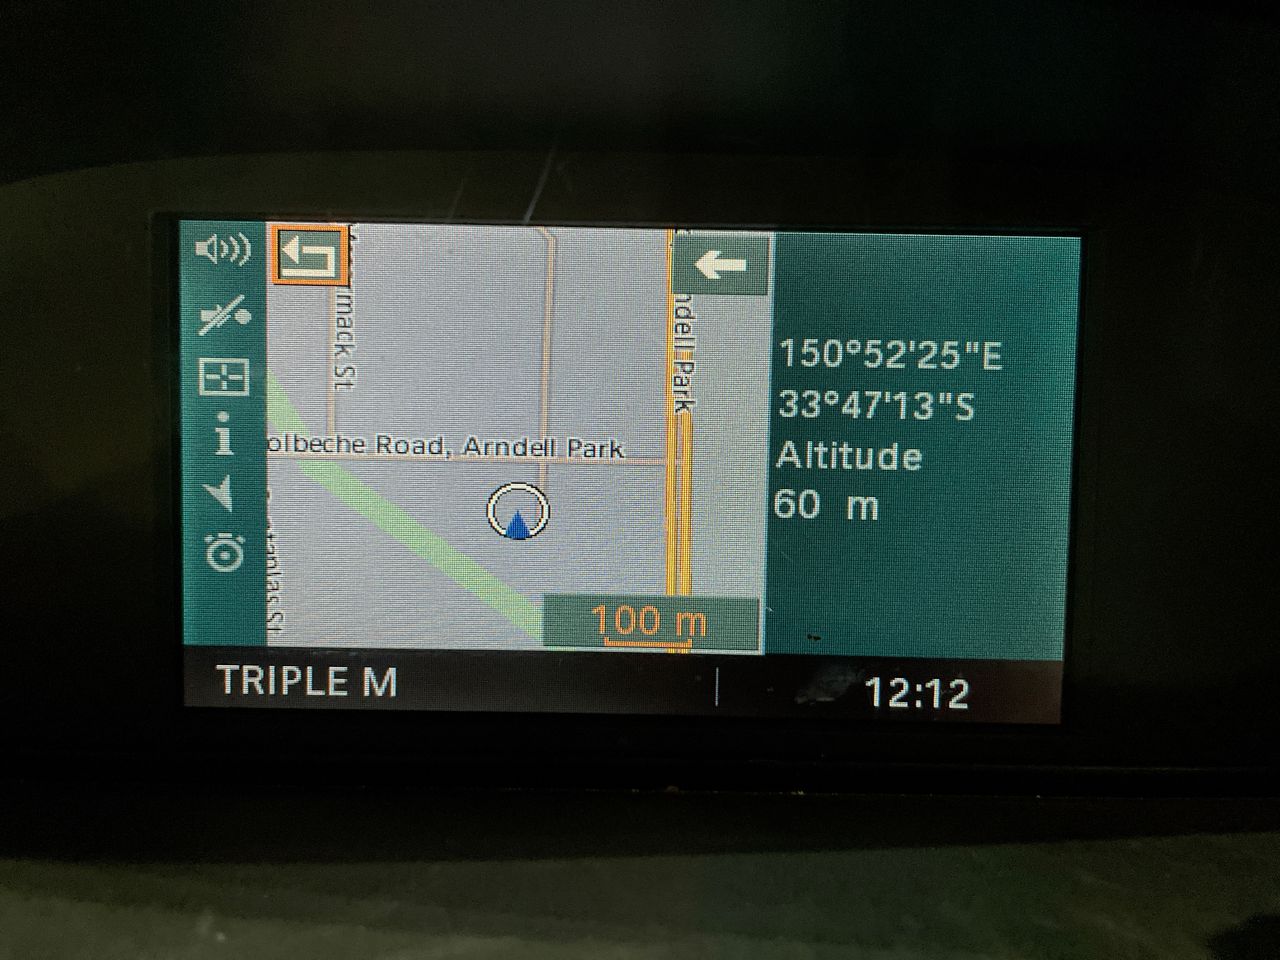 mack St
ndell Park
150°52'25"E
33°47'13"S
Altitude
60 m
olbeche Road, Arndell Park
St
100 m
TRIPLE M
12:12